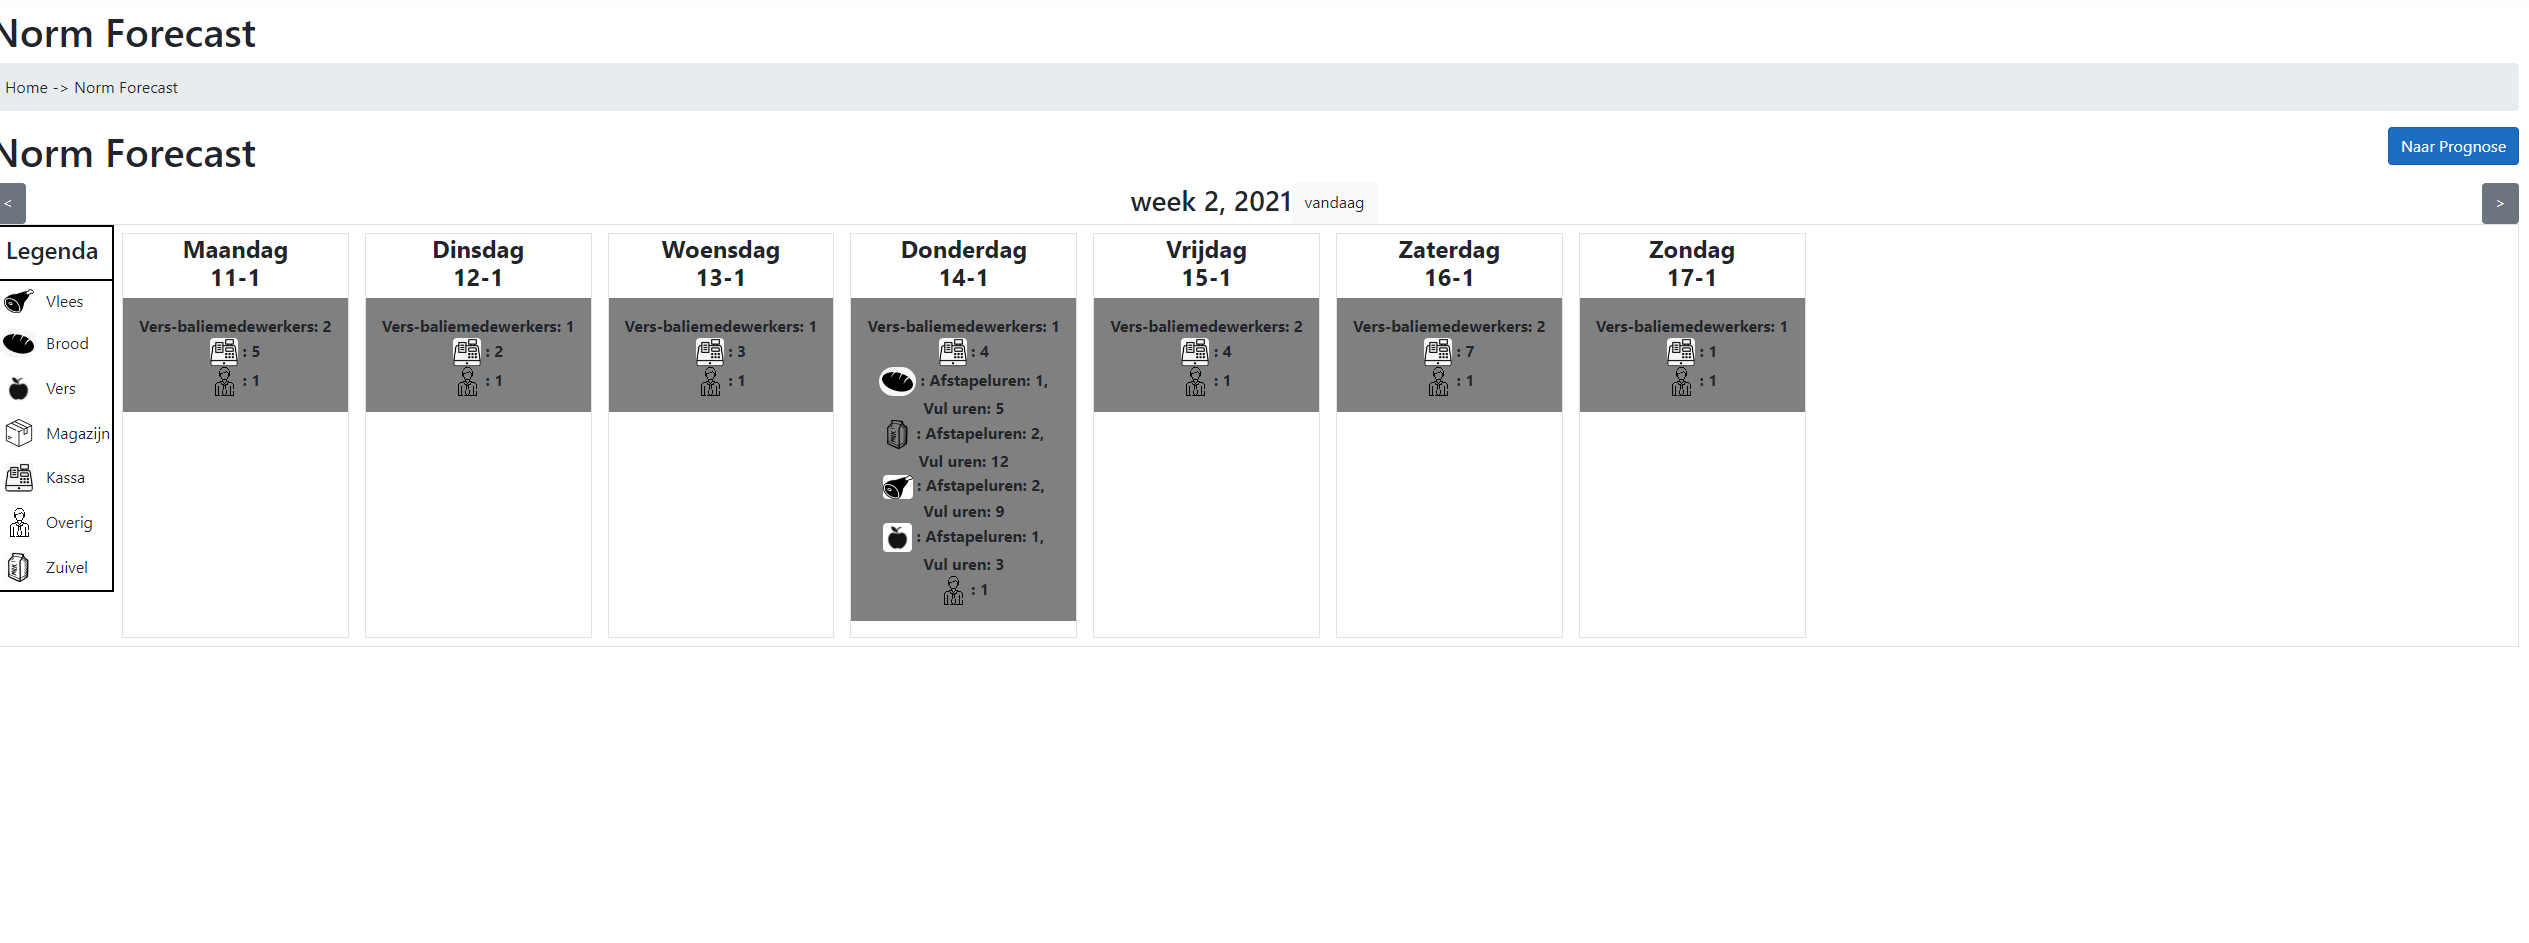 Norm Forecast
Home -> Norm Forecast
Norm Forecast
Naar Prognose
<
week 2, 2021
vandaag
>
Legenda
Vlees
Brood
Vers
Magazijn
Kassa
Overig
Zuivel
Maandag
11-1
Vers-baliemedewerkers: 2
: 5
: 1
Dinsdag
12-1
Vers-baliemedewerkers: 1
: 2
: 1
Woensdag
13-1
Vers-baliemedewerkers: 1
: 3
: 1
Donderdag
14-1
Vers-baliemedewerkers: 1
: 4
: Afstapeluren: 1,
Vul uren: 5
: Afstapeluren: 2,
Vul uren: 12
: Afstapeluren: 2,
Vul uren: 9
: Afstapeluren: 1,
Vul uren: 3
: 1
Vrijdag
15-1
Vers-baliemedewerkers: 2
: 4
: 1
Zaterdag
16-1
Vers-baliemedewerkers: 2
: 7
: 1
Zondag
17-1
Vers-baliemedewerkers: 1
: 1
: 1